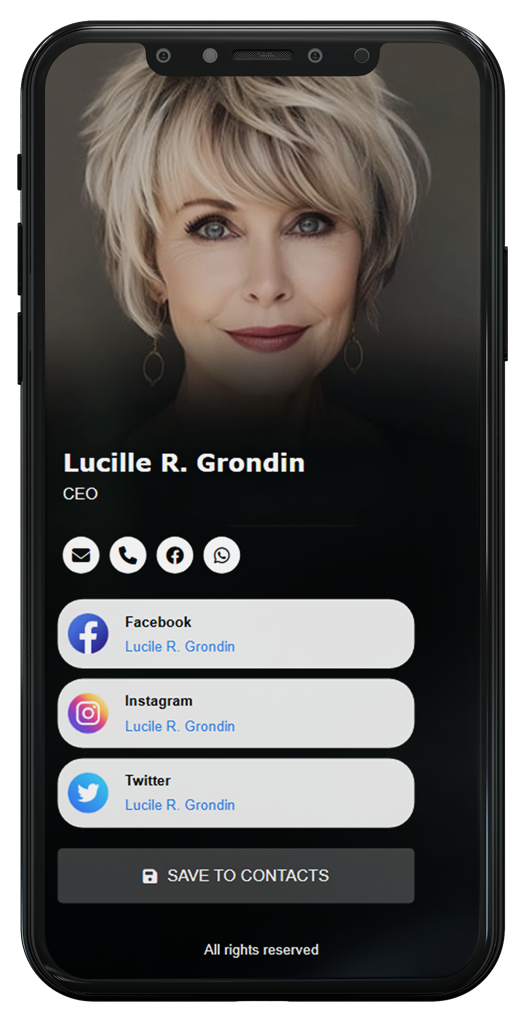 Lucille R. Grondin
CEO
Facebook
Lucile R. Grondin
Instagram
Lucile R. Grondin
Twitter
Lucile R. Grondin
SAVE TO CONTACTS
All rights reserved